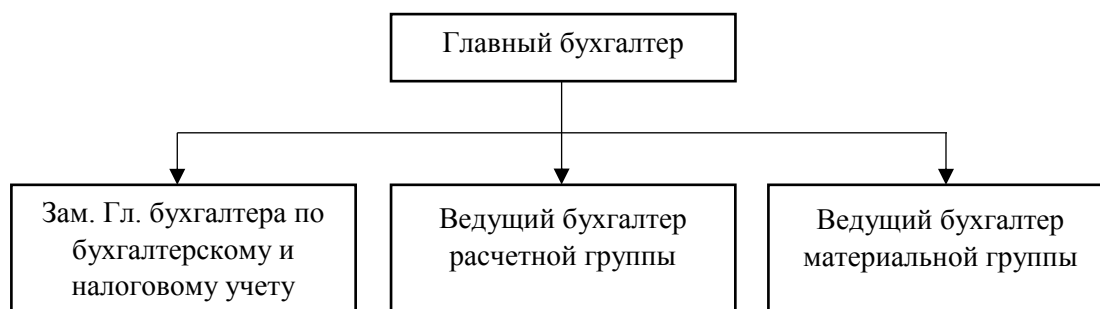 Главный бухгалтер
Зам. Гл. бухгалтера по
бухгалтерскому и
налоговому учету
Ведущий бухгалтер
расчетной группы
Ведущий бухгалтер
материальной группы